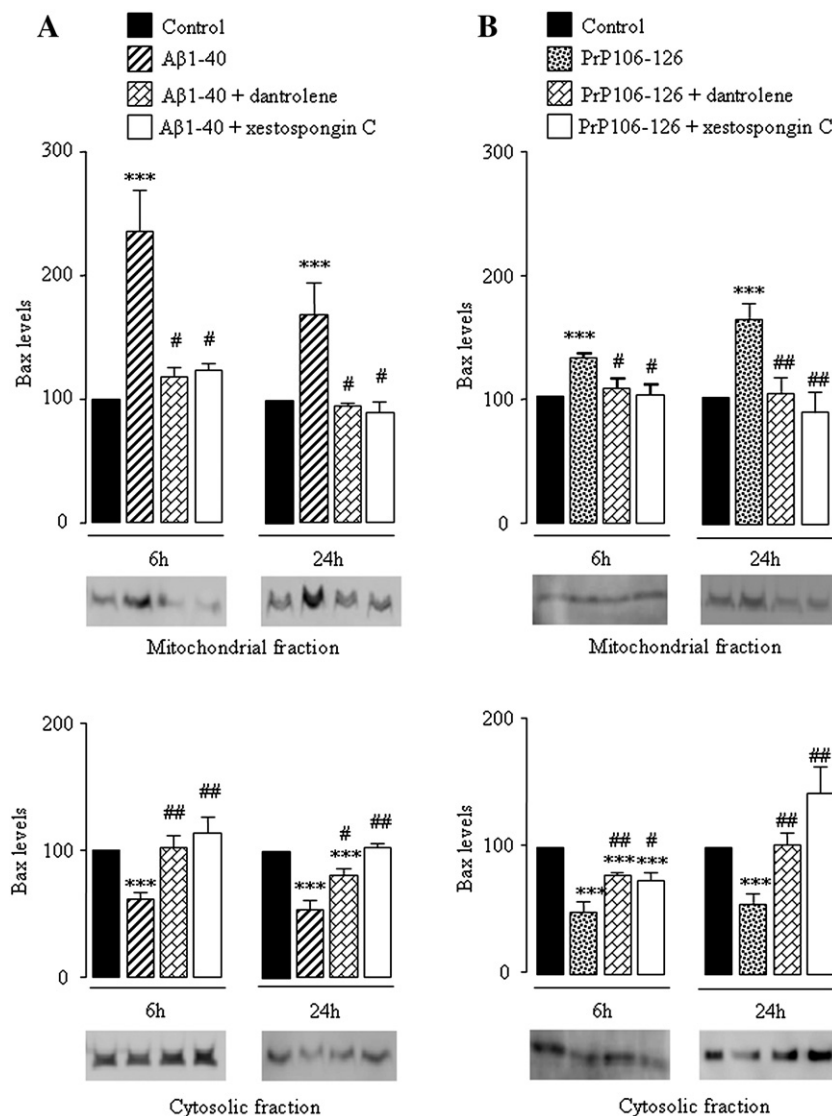 A
Control
Aβ1-40
Aβ1-40 + dantrolene
Aβ1-40 + xestospongin C
300
200
100
0
Bax levels
***
#
#
***
#
#
6h
24h
Mitochondrial fraction
200
100
0
Bax levels
***
##
##
***
#
***
##
6h
24h
Cytosolic fraction
B
Control
PrP106-126
PrP106-126 + dantrolene
PrP106-126 + xestospongin C
300
200
100
0
Bax levels
***
#
#
***
##
##
6h
24h
Mitochondrial fraction
200
100
0
Bax levels
***
##
***
#
***
***
##
##
6h
24h
Cytosolic fraction